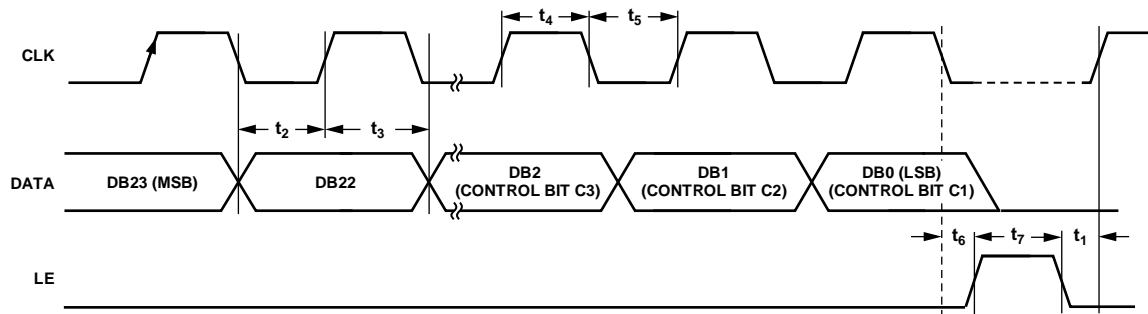 t4 t5
CLK
t2 t3
DATA
DB23 (MSB)
DB22
DB2
(CONTROL BIT C3)
DB1
(CONTROL BIT C2)
DB0 (LSB)
(CONTROL BIT C1)
t6 t7 t1
LE